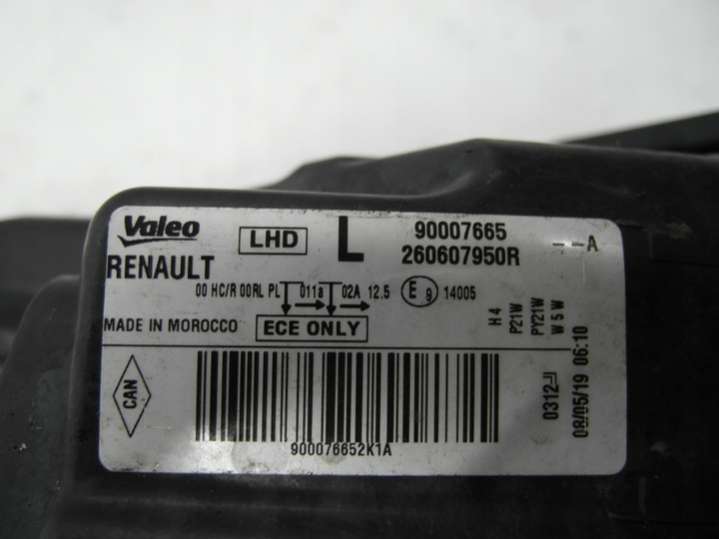 Valeo LHD L 90007665
RENAULT 260607950R --A
00 HC/R 00RL PL 011a 02A 12.5 E9 14005
MADE IN MOROCCO ECE ONLY
H4
P21W
PY21W
W5W
CAN
900076652K1A
0312
08/05/19 06:10